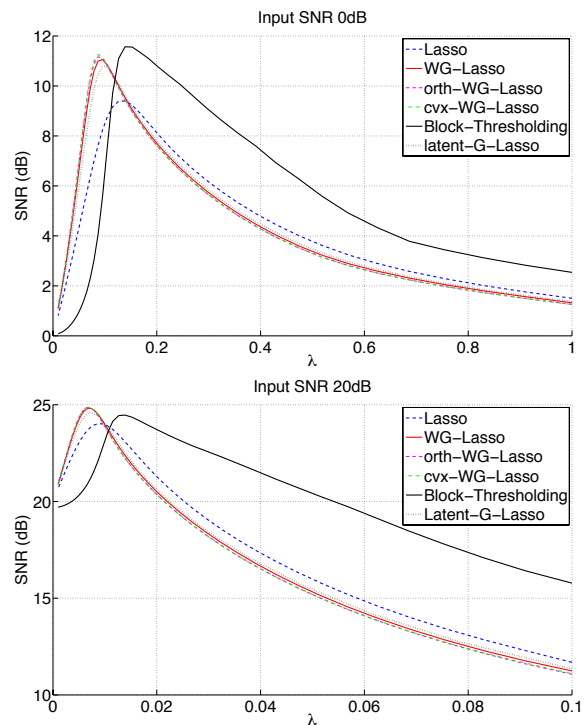 Input SNR 0dB
12
10
8
6
4
2
0
SNR (dB)
Lasso
WG-Lasso
orth-WG-Lasso
cvx-WG-Lasso
Block-Thresholding
latent-G-Lasso
0 0.2 0.4 0.6 0.8 1
λ
Input SNR 20dB
25
20
15
10
SNR (dB)
Lasso
WG-Lasso
orth-WG-Lasso
cvx-WG-Lasso
Block-Thresholding
Latent-G-Lasso
0 0.02 0.04 0.06 0.08 0.1
λ